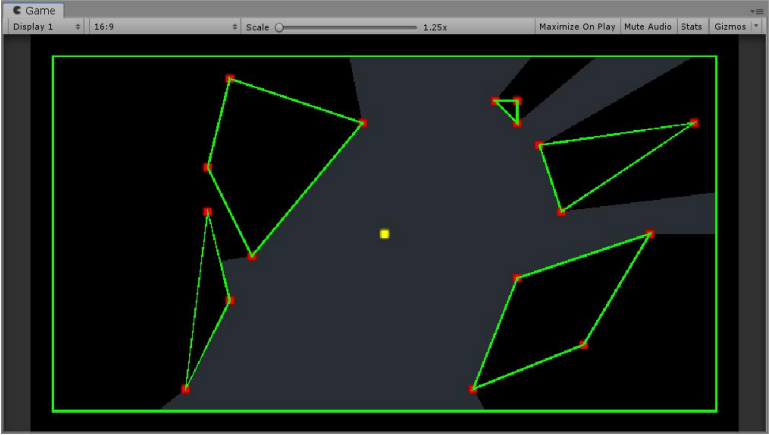 Game
Display 1 16:9 Scale 1.25x Maximize On Play Mute Audio Stats Gizmos